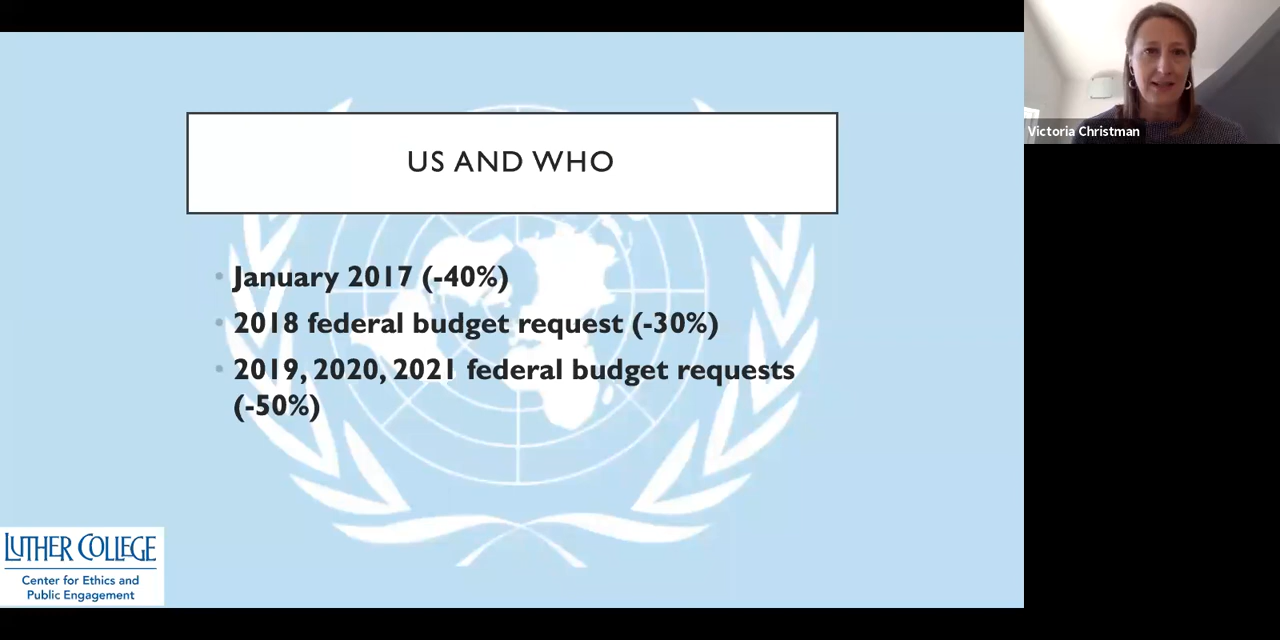 US AND WHO
• January 2017 (-40%)
• 2018 federal budget request (-30%)
• 2019, 2020, 2021 federal budget requests
(-50%)
LUTHER COLLEGE
Center for Ethics and
Public Engagement
Victoria Christman